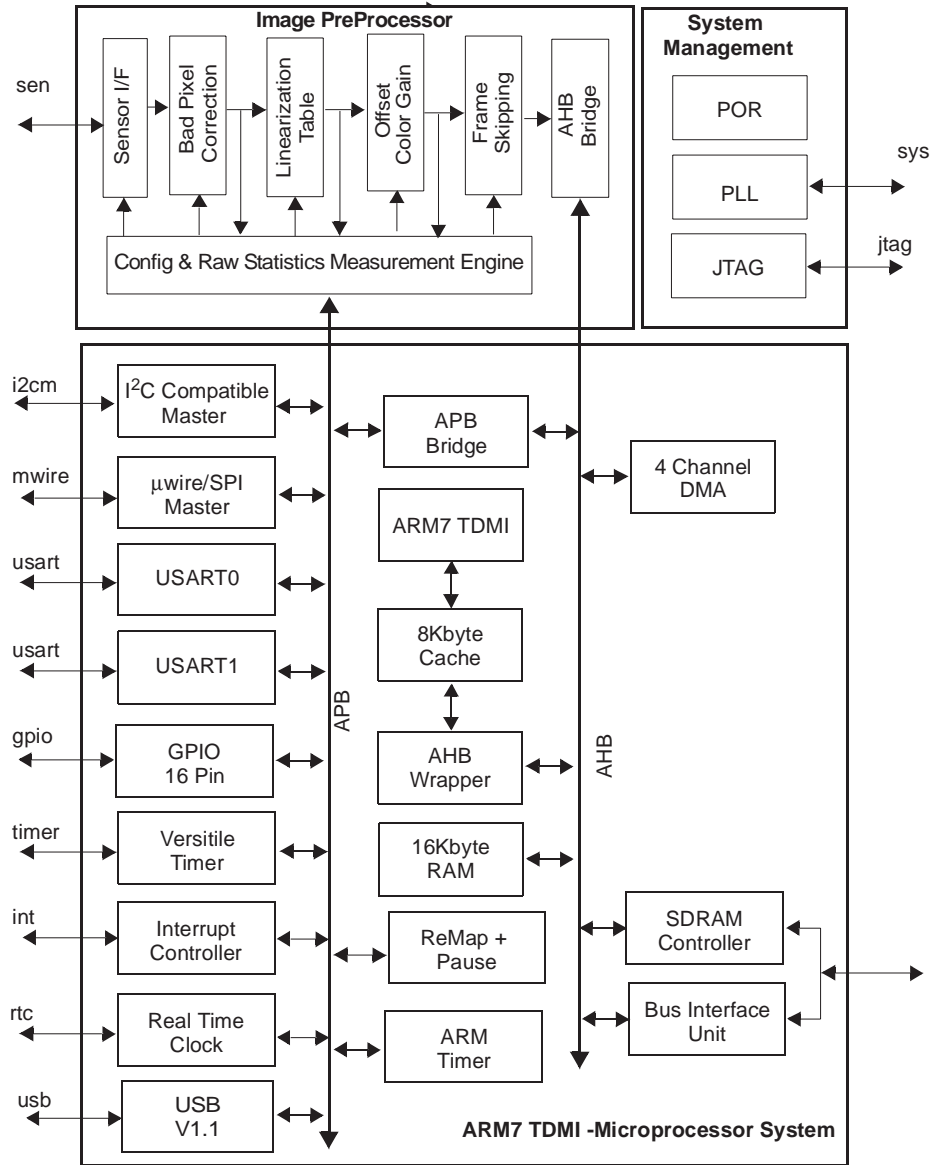 Image PreProcessor
System
Management
sen
Sensor I/F
Bad Pixel
Correction
Linearization
Table
Offset
Color Gain
Frame
Skipping
AHB
Bridge
Config & Raw Statistics Measurement Engine
POR
PLL
JTAG
sys
jtag
i2cm
I²C Compatible
Master
mwire
μwire/SPI
Master
usart
USART0
usart
USART1
gpio
GPIO
16 Pin
timer
Versitile
Timer
int
Interrupt
Controller
rtc
Real Time
Clock
usb
USB
V1.1
APB
APB
Bridge
ARM7 TDMI
8Kbyte
Cache
AHB
Wrapper
16Kbyte
RAM
ReMap +
Pause
ARM
Timer
AHB
4 Channel
DMA
SDRAM
Controller
Bus Interface
Unit
ARM7 TDMI -Microprocessor System